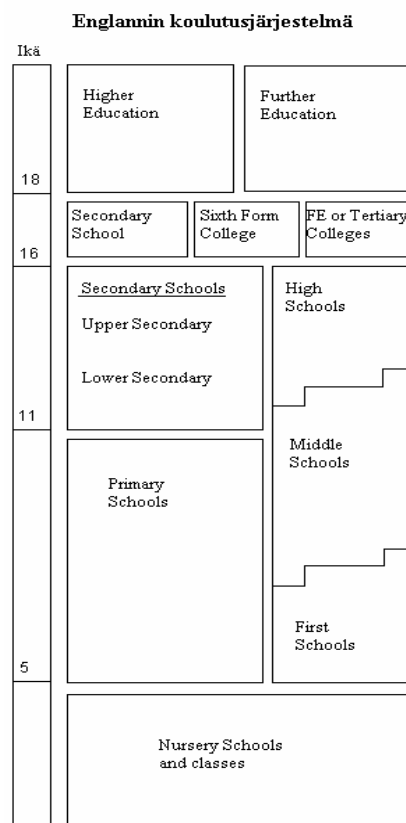 Englannin koulutusjärjestelmä
Ikä
Higher
Education
Further
Education
18
Secondary
School
Sixth Form
College
FE or Tertiary
Colleges
16
Secondary Schools
Upper Secondary
Lower Secondary
High
Schools
11
Middle
Schools
Primary
Schools
First
Schools
5
Nursery Schools
and classes